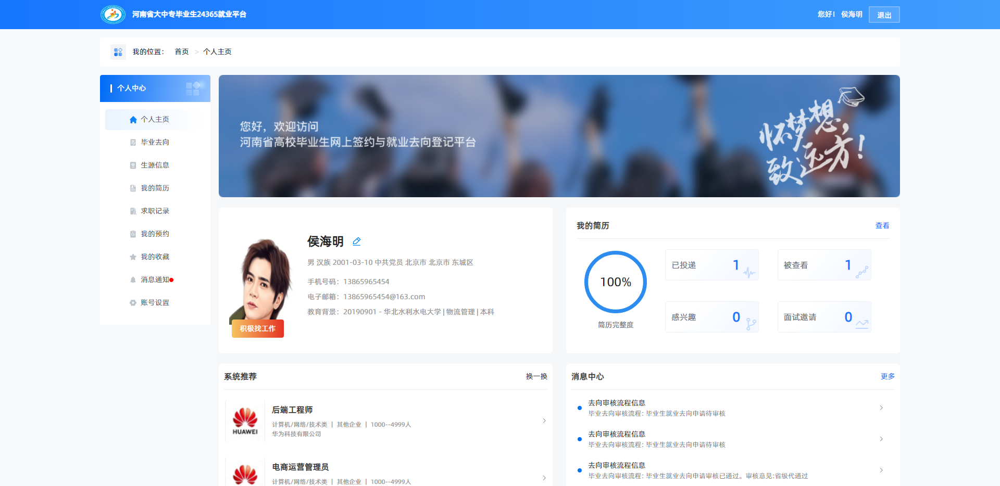 河南省大中专毕业生24365就业平台
您好! 侯海明
退出
我的位置： 首页 > 个人主页
个人中心
个人主页
毕业去向
生源信息
我的简历
求职记录
我的预约
我的收藏
消息通知
账号设置
您好，欢迎访问
河南省高校毕业生网上签约与就业去向登记平台
怀梦想，
致远方！
侯海明
男 汉族 2001-03-10 中共党员 北京市 北京市 东城区
手机号码：13865965454
电子邮箱：13865965454@163.com
教育背景：20190901 - 华北水利水电大学 | 物流管理 | 本科
积极找工作
我的简历
查看
100%
简历完整度
已投递 1
被查看 1
感兴趣 0
面试邀请 0
系统推荐
换一换
HUAWEI
后端工程师
计算机/网络/技术类 | 其他企业 | 1000--4999人
华为科技有限公司
电商运营管理员
计算机/网络/技术类 | 其他企业 | 1000--4999人
消息中心
更多
去向审核流程信息
毕业去向审核流程: 毕业生就业去向申请待审核
去向审核流程信息
毕业去向审核流程: 毕业生就业去向申请待审核
去向审核流程信息
毕业去向审核流程: 毕业生就业去向申请审核已通过。审核意见:省级代通过